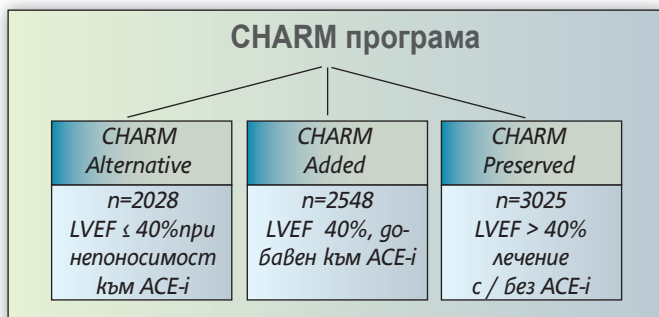 CHARM програма
CHARM
Alternative
n=2028
LVEF ≤ 40%при
непоносимост
към ACE-i
CHARM
Added
n=2548
LVEF 40%, до-
бавен към ACE-i
CHARM
Preserved
n=3025
LVEF > 40%
лечение
с / без ACE-i